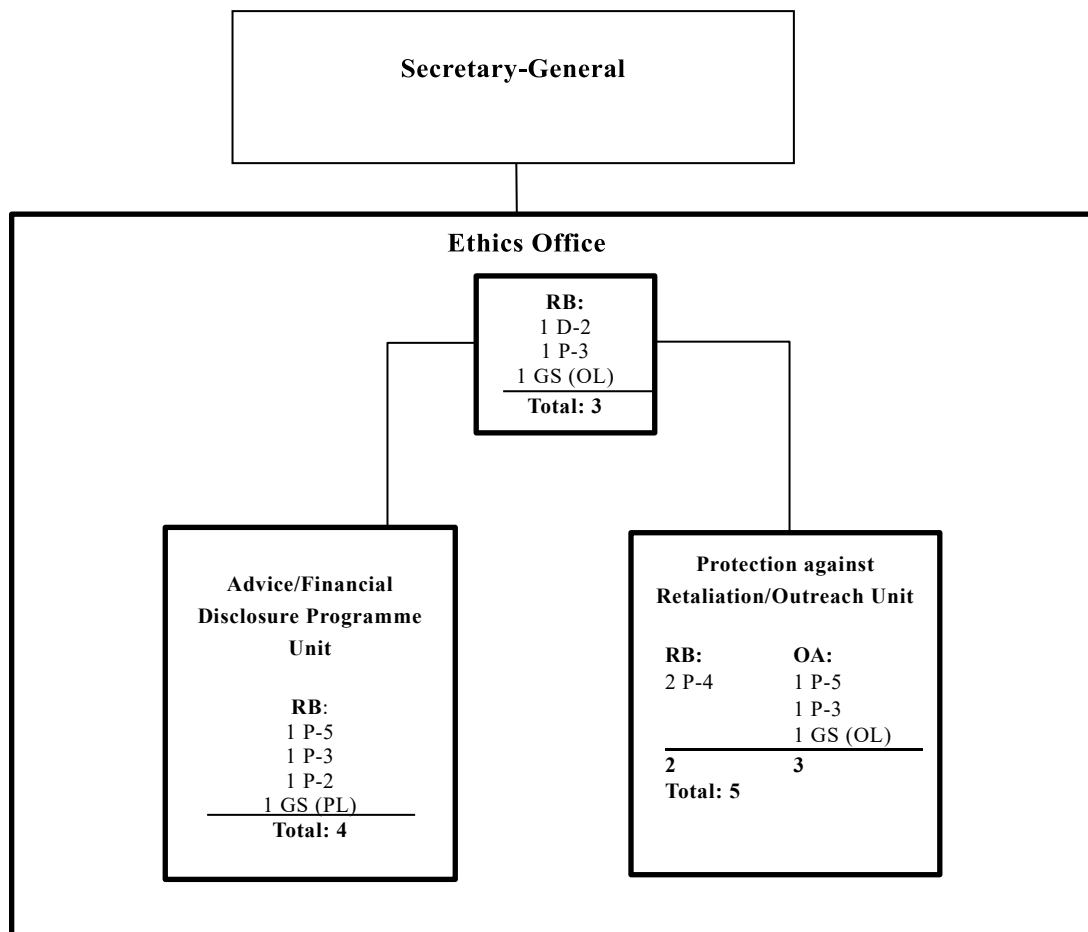 Secretary-General
Ethics Office
RB:
1 D-2
1 P-3
1 GS (OL)
Total: 3
Advice/Financial
Disclosure Programme
Unit
RB:
1 P-5
1 P-3
1 P-2
1 GS (PL)
Total: 4
Protection against
Retaliation/Outreach Unit
RB: OA:
2 P-4 1 P-5
1 P-3
1 GS (OL)
2 3
Total: 5